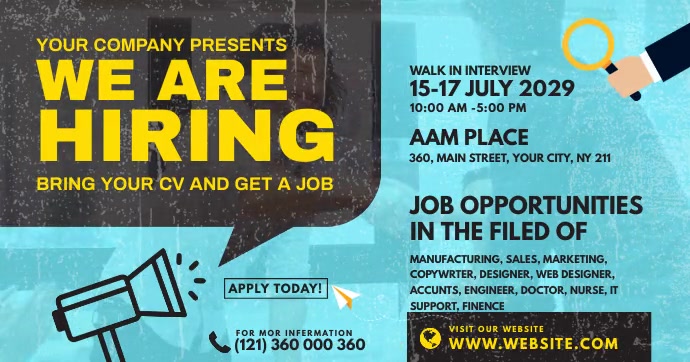 YOUR COMPANY PRESENTS
WE ARE
HIRING
BRING YOUR CV AND GET A JOB
APPLY TODAY!
FOR MOR INFERMATION
(121) 360 000 360
WALK IN INTERVIEW
15-17 JULY 2029
10:00 AM -5:00 PM
AAM PLACE
360, MAIN STREET, YOUR CITY, NY 211
JOB OPPORTUNITIES
IN THE FILED OF
MANUFACTURING, SALES, MARKETING,
COPYWRTER, DESIGNER, WEB DESIGNER,
ACCUNTS, ENGINEER, DOCTOR, NURSE, IT
SUPPORT, FINENCE
VISIT OUR WEBSITE
WWW.WEBSITE.COM